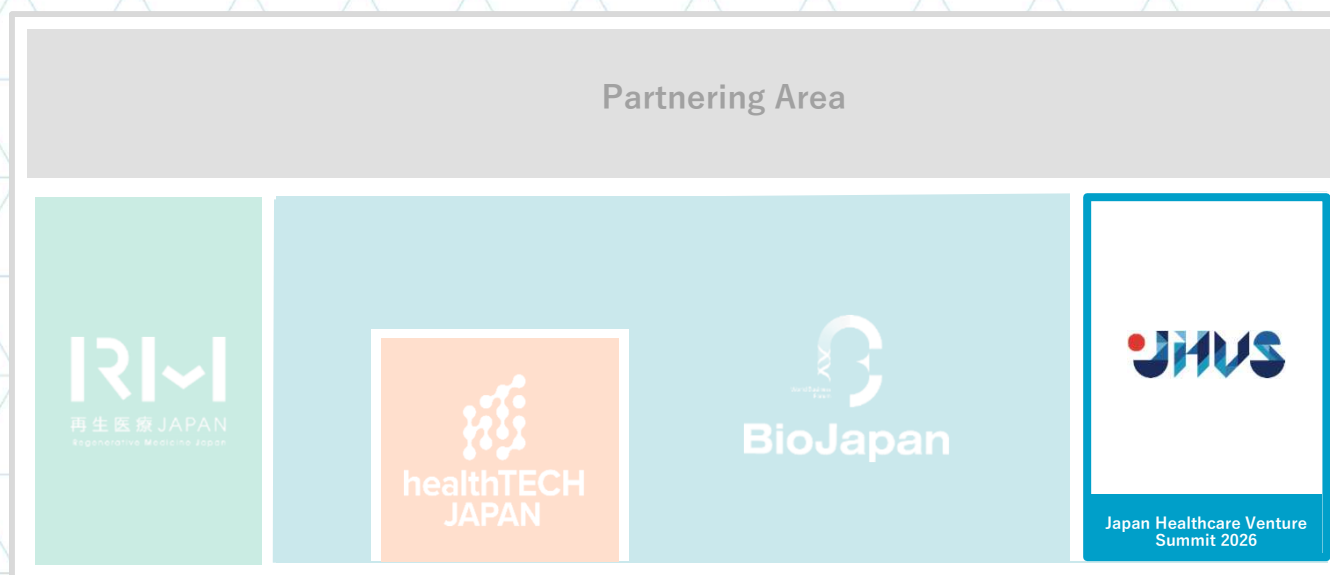 Partnering Area
RM
再生医療JAPAN
Regenerative Medicine Japan
healthTECH
JAPAN
BioJapan
JHVS
Japan Healthcare Venture
Summit 2026